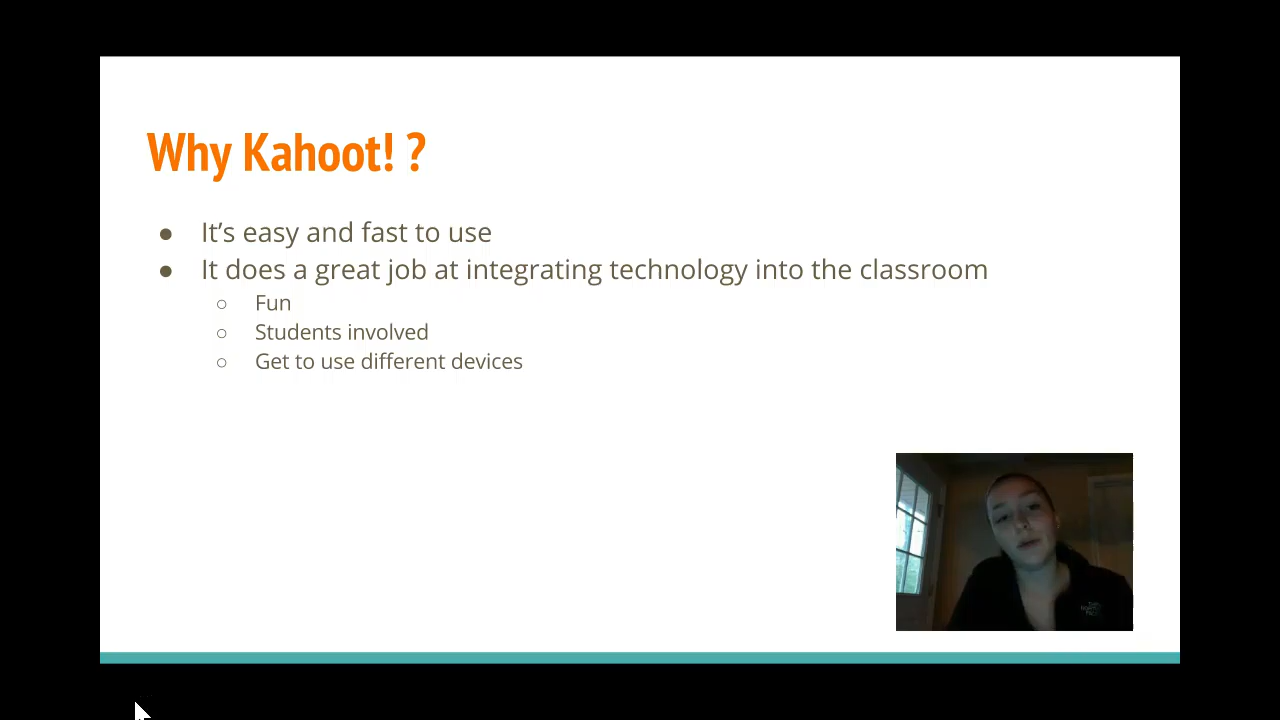 Why Kahoot! ?
It’s easy and fast to use
It does a great job at integrating technology into the classroom
Fun
Students involved
Get to use different devices